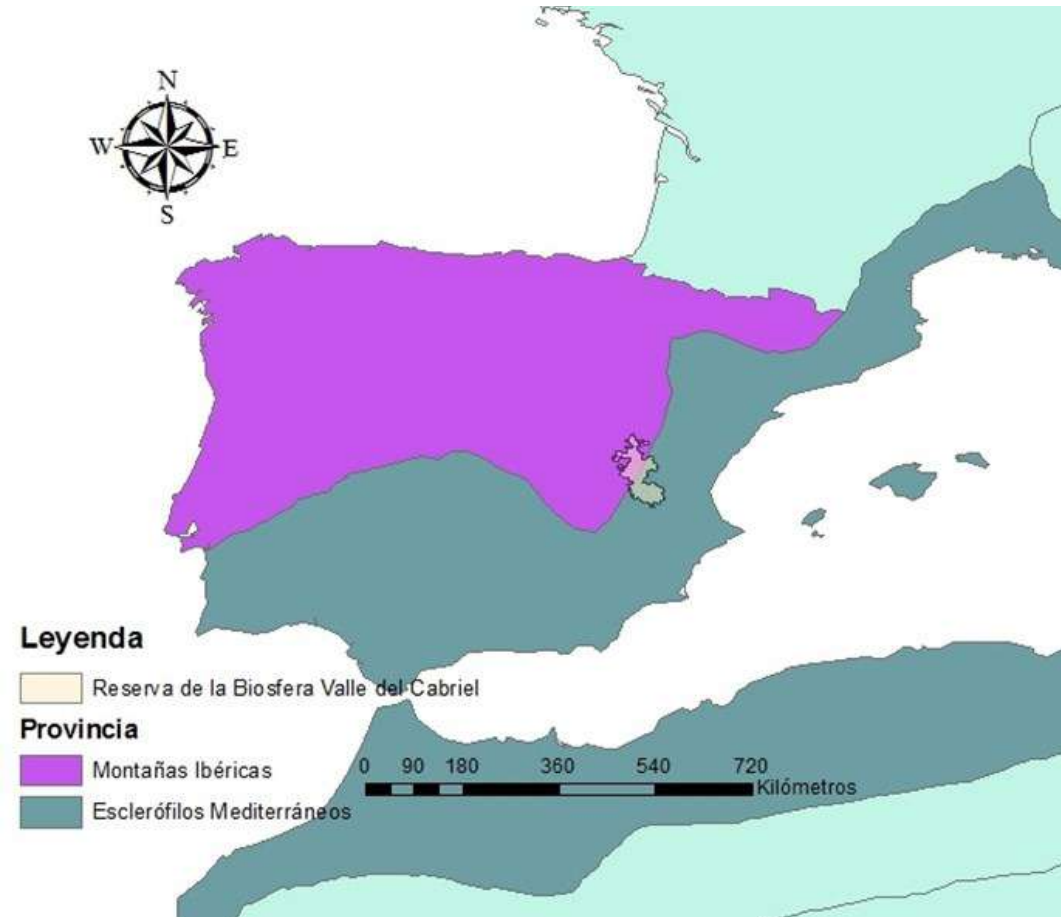 N
W E
S
Leyenda
Reserva de la Biosfera Valle del Cabriel
Provincia
Montañas Ibéricas
Esclerófilos Mediterráneos
0 90 180 360 540 720
Kilómetros